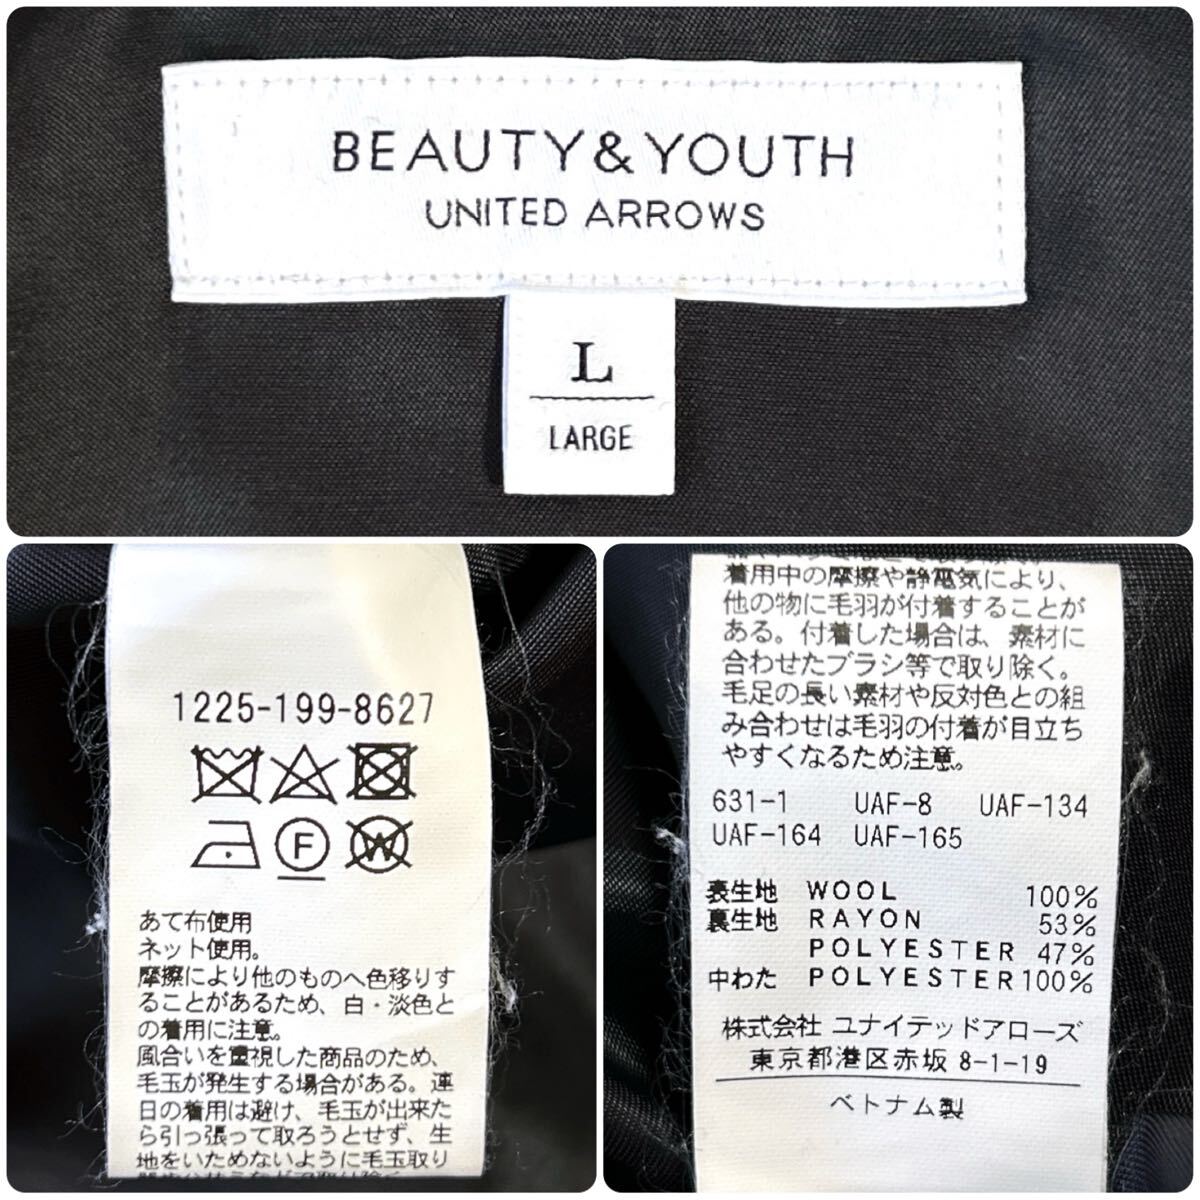 BEAUTY&YOUTH
UNITED ARROWS
L
LARGE
1225-199-8627
F
W
あて布使用
ネット使用。
摩擦により他のものへ色移りす
ることがあるため、白・淡色と
の着用に注意。
風合いを重視した商品のため、
毛玉が発生する場合がある。連
日の着用は避け、毛玉が出来た
ら引っ張って取ろうとせず、生
地をいためないように毛玉取り
着用中の摩擦や静電気により、
他の物に毛羽が付着することが
ある。付着した場合は、素材に
合わせたブラシ等で取り除く。
毛足の長い素材や反対色との組
み合わせは毛羽の付着が目立ち
やすくなるため注意。
631-1 UAF-8 UAF-134
UAF-164 UAF-165
表生地 WOOL 100%
裏生地 RAYON 53%
POLYESTER 47%
中わた POLYESTER 100%
株式会社 ユナイテッドアローズ
東京都港区赤坂 8-1-19
ベトナム製